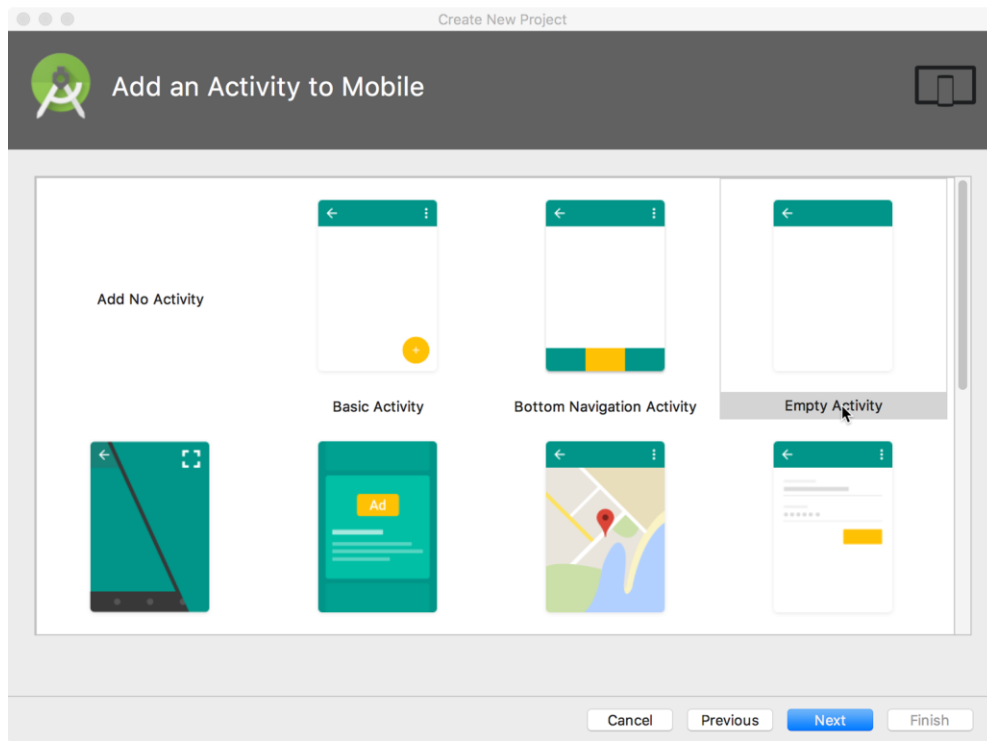 Create New Project
Add an Activity to Mobile
Add No Activity
Basic Activity
Bottom Navigation Activity
Empty Activity
Ad
Cancel
Previous
Next
Finish